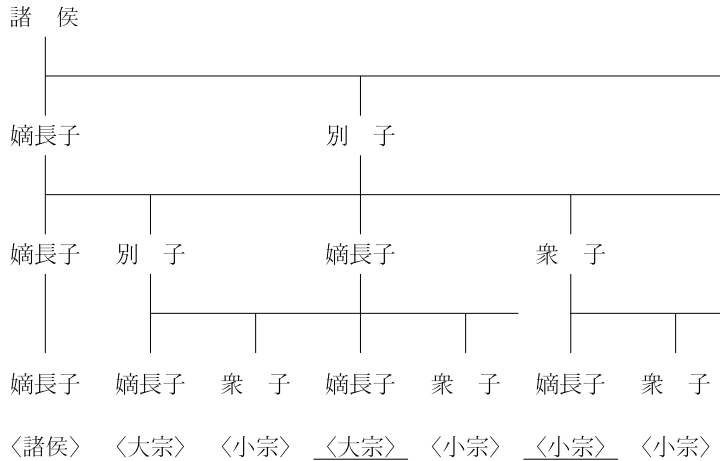 諸　侯
嫡長子 別　子
嫡長子 別　子 嫡長子 衆　子
嫡長子 嫡長子 衆　子 嫡長子 衆　子 嫡長子 衆　子
〈諸侯〉 〈大宗〉 〈小宗〉 〈大宗〉 〈小宗〉 〈小宗〉 〈小宗〉